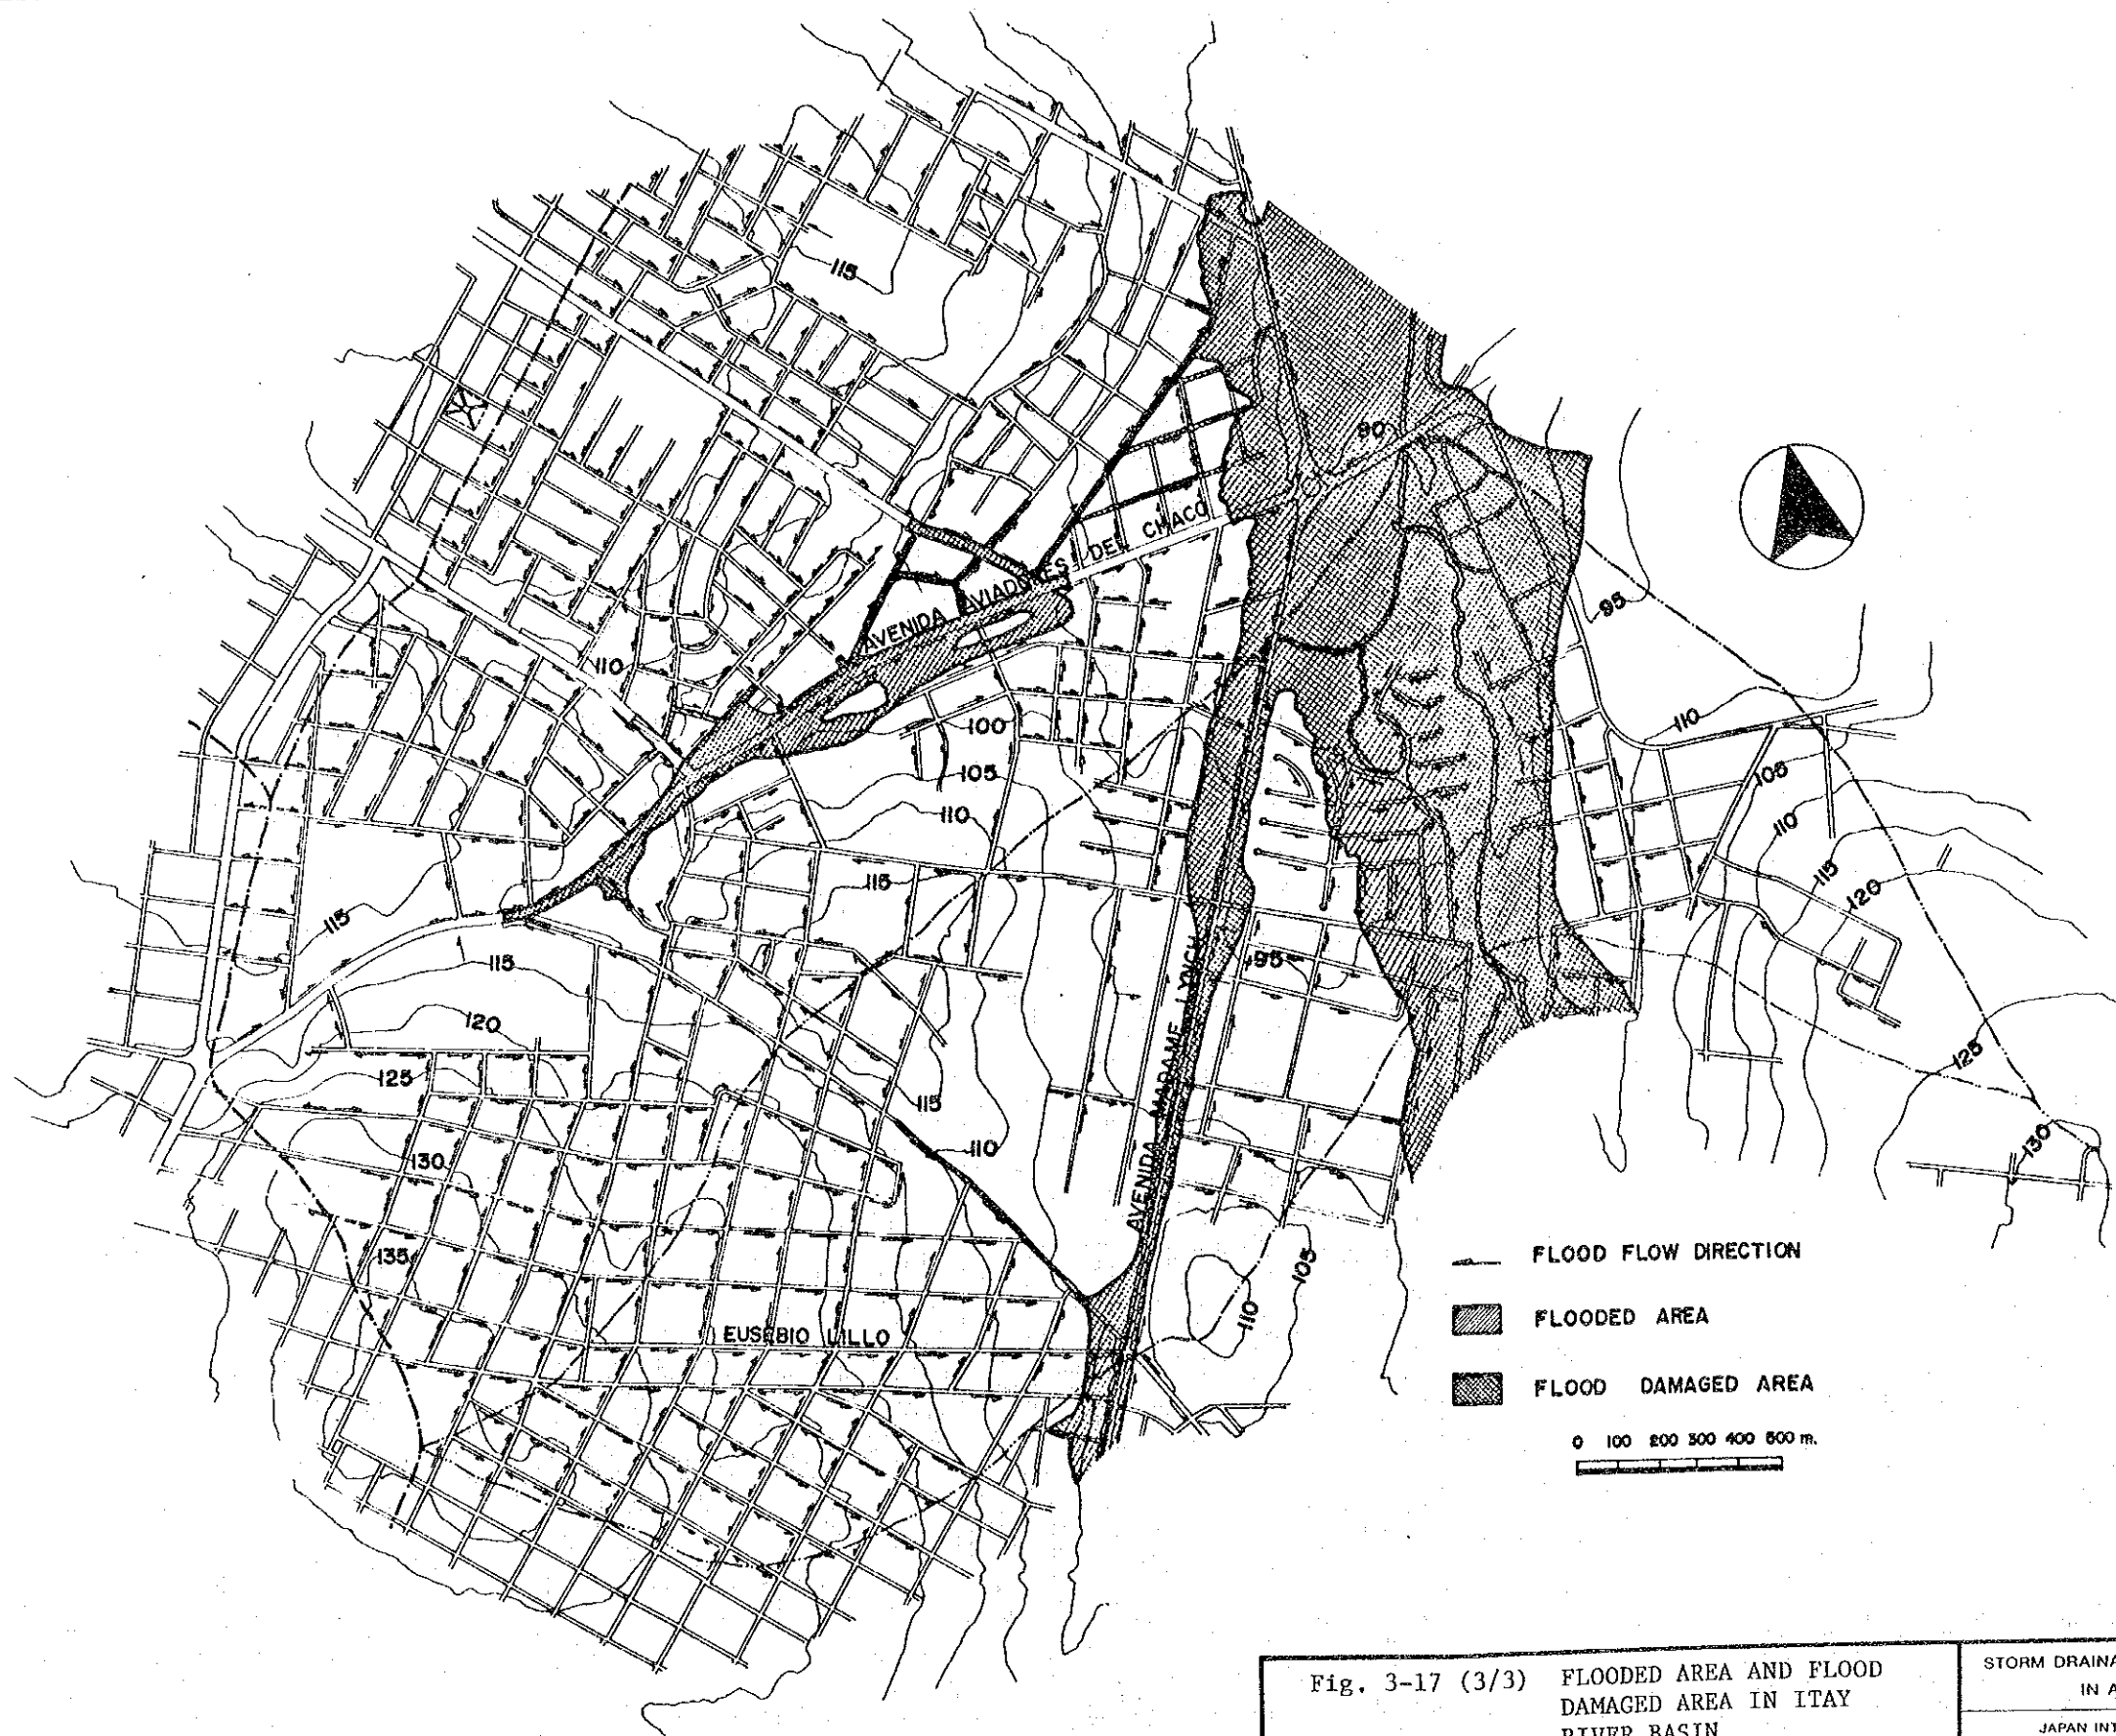 115
90
AVENIDA AVIADORES DEL CHACO
95
110
100
110
105
105
110
110
115
115
120
115
95
115
AVENIDA MADAME LYNCH
120
125
125
115
110
130
130
135
105
110
EUSEBIO LILLO
FLOOD FLOW DIRECTION
FLOODED AREA
FLOOD DAMAGED AREA
0 100 200 300 400 500 m.
Fig. 3-17 (3/3) FLOODED AREA AND FLOOD
DAMAGED AREA IN ITAY
RIVER BASIN
STORM DRAINA
IN A
JAPAN INT